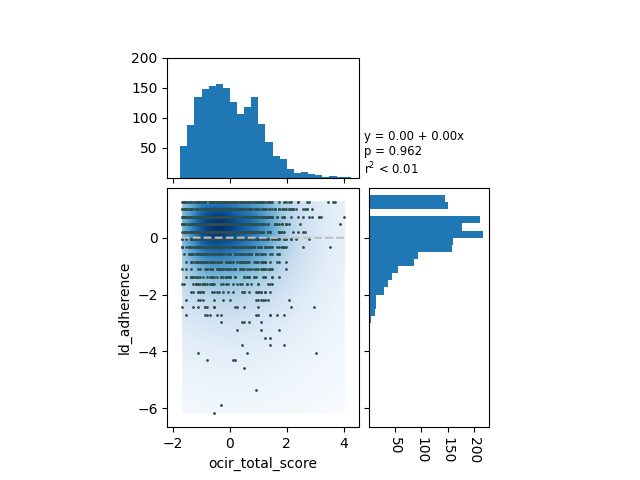 200
150
100
50
y = 0.00 + 0.00x
p = 0.962
r² < 0.01
0
−2
−4
−6
ld_adherence
−2 0 2 4
ocir_total_score
50 100 150 200